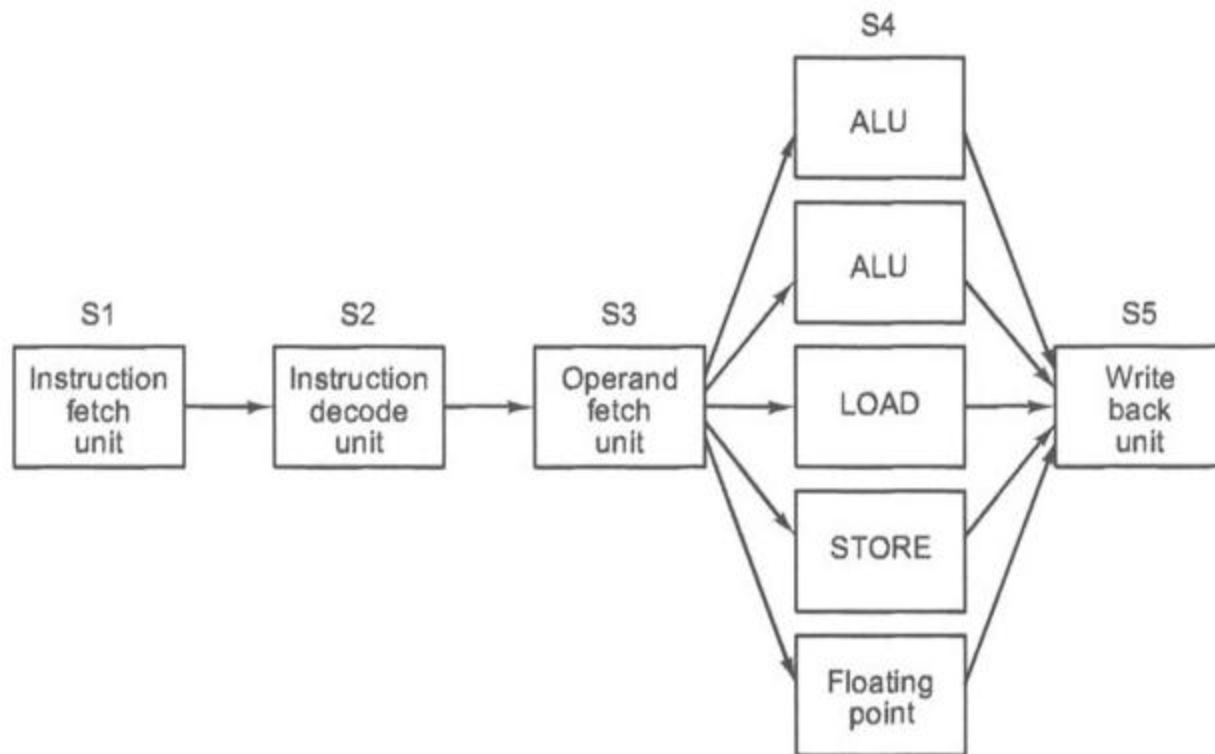 S4
ALU
ALU
S1
Instruction
fetch
unit
S2
Instruction
decode
unit
S3
Operand
fetch
unit
LOAD
S5
Write
back
unit
STORE
Floating
point